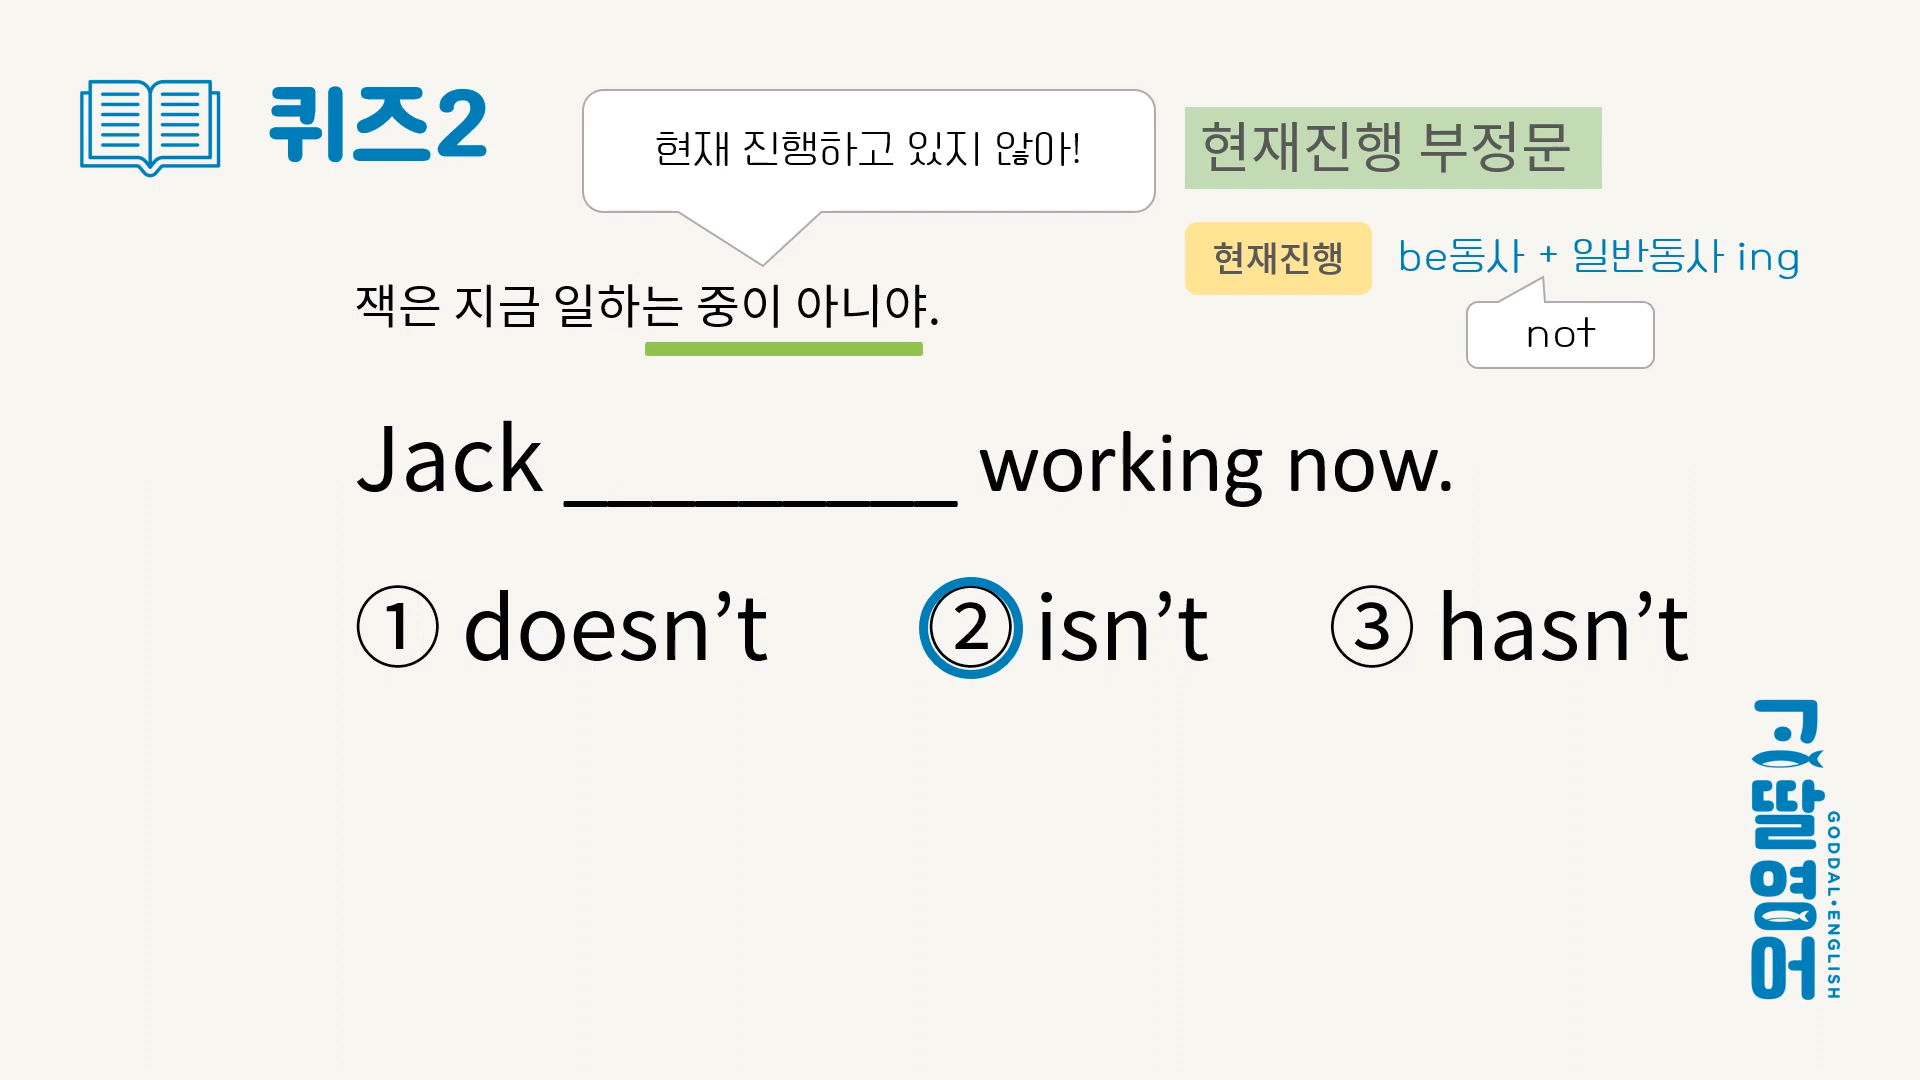 퀴즈2
현재 진행하고 있지 않아!
현재진행 부정문
현재진행 be동사 + 일반동사 ing
not
잭은 지금 일하는 중이 아니야.
Jack _________ working now.
① doesn’t ② isn’t ③ hasn’t
갓딸영어
GODDAL•ENGLISH